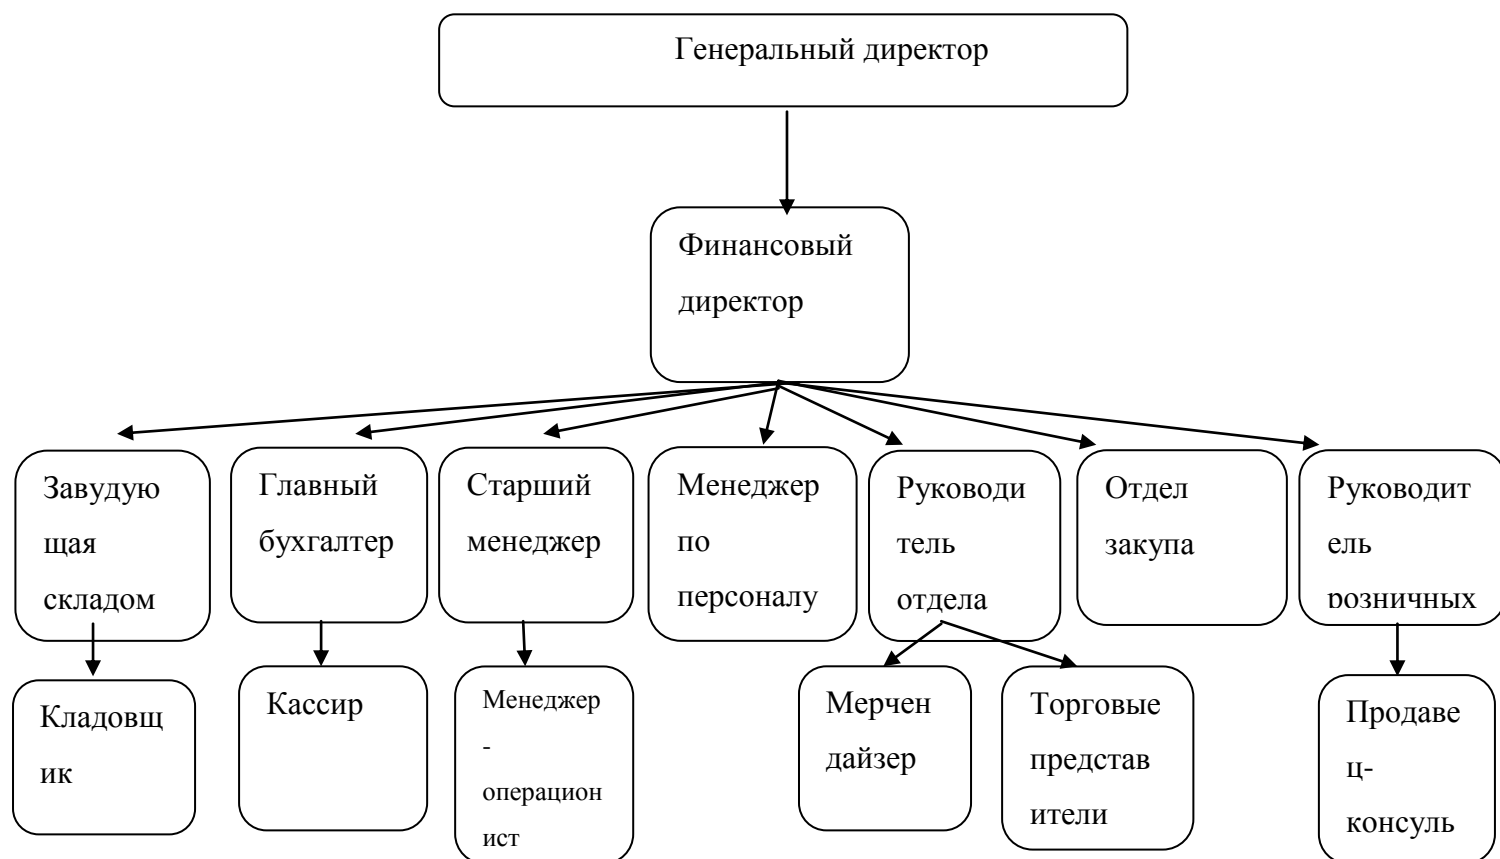 Генеральный директор
Финансовый
директор
Завудую
щая
складом
Главный
бухгалтер
Старший
менеджер
Менеджер
по
персоналу
Руководи
тель
отдела
Отдел
закупа
Руководит
ель
розничных
Кладовщ
ик
Кассир
Менеджер
-
операцион
ист
Мерчен
дайзер
Торговые
представ
ители
Продаве
ц-
консуль